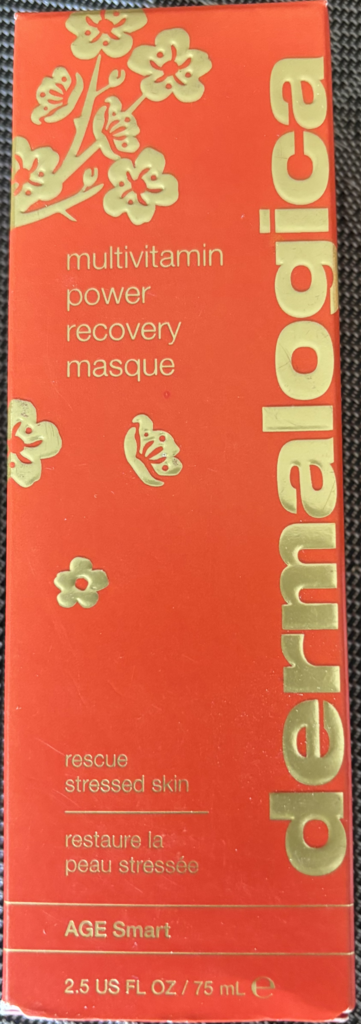 multivitamin
power
recovery
masque
dermalogica
rescue
stressed skin
restaure la
peau stressée
AGE Smart
2.5 US FL OZ / 75 mL ℮